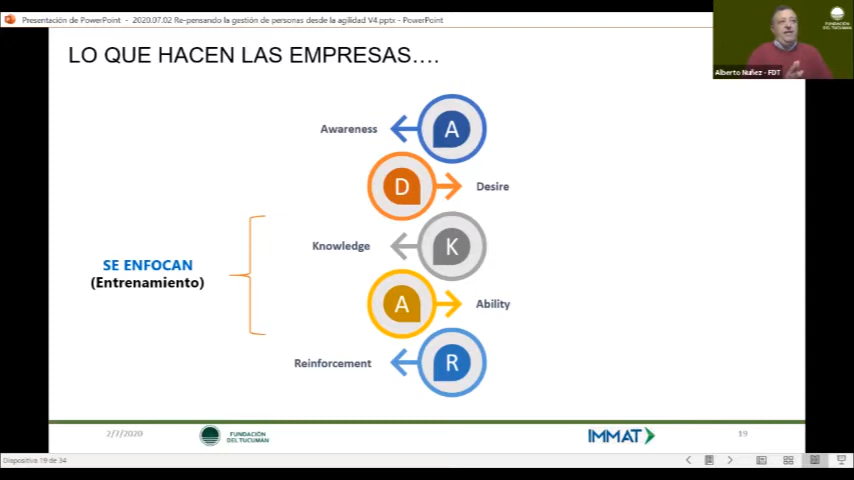 Presentación de PowerPoint - 2020.07.02 Re-pensando la gestión de personas desde la agilidad V4.pptx - PowerPoint
FUNDACIÓN
DEL TUCUMAN
Alberto Nuñez - FDT
LO QUE HACEN LAS EMPRESAS....
Awareness
A
D
Desire
Knowledge
K
SE ENFOCAN
(Entrenamiento)
A
Ability
Reinforcement
R
2/7/2020
FUNDACIÓN
DEL TUCUMAN
IMMAT
19
Diapositiva 19 de 34